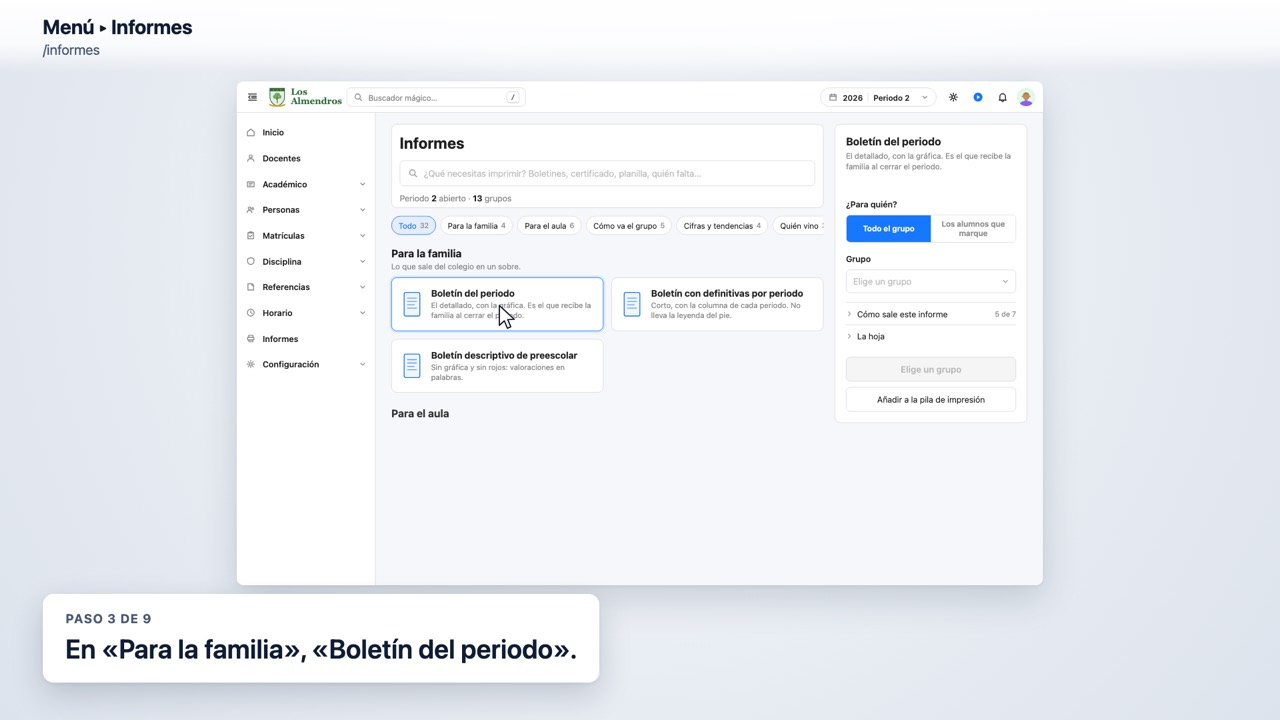 Menú ▸ Informes
/informes
Los
Almendros
Buscador mágico...
/
2026
Periodo 2
Inicio
Docentes
Académico
Personas
Matrículas
Disciplina
Referencias
Horario
Informes
Configuración
Informes
¿Qué necesitas imprimir? Boletines, certificado, planilla, quién falta...
Periodo 2 abierto · 13 grupos
Todo 32
Para la familia 4
Para el aula 6
Cómo va el grupo 5
Cifras y tendencias 4
Quién vino
Para la familia
Lo que sale del colegio en un sobre.
Boletín del periodo
El detallado, con la gráfica. Es el que recibe la
familia al cerrar el periodo.
Boletín con definitivas por periodo
Corto, con la columna de cada periodo. No
lleva la leyenda del pie.
Boletín descriptivo de preescolar
Sin gráfica y sin rojos: valoraciones en
palabras.
Para el aula
Boletín del periodo
El detallado, con la gráfica. Es el que recibe la
familia al cerrar el periodo.
¿Para quién?
Todo el grupo
Los alumnos que
marque
Grupo
Elige un grupo
Cómo sale este informe
5 de 7
La hoja
Elige un grupo
Añadir a la pila de impresión
PASO 3 DE 9
En «Para la familia», «Boletín del periodo».